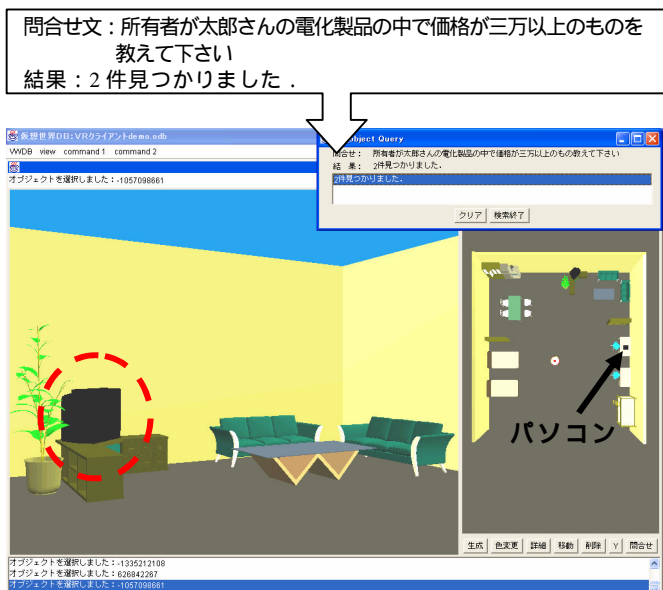 問合せ文：所有者が太郎さんの電化製品の中で価格が三万以上のものを
教えて下さい
結果：2件見つかりました．
仮想世界DB:VRクライアントdemo.odb
bject Query
VWDB view command 1 command 2
問合せ： 所有者が太郎さんの電化製品の中で価格が三万以上のもの教えて下さい
結 果： 2件見つかりました．
オブジェクトを選択しました：-1057098661
2件見つかりました．
クリア 検索終了
パソコン
生成 色変更 詳細 移動 削除 Y 問合せ
オブジェクトを選択しました：-1335212108
オブジェクトを選択しました：626842267
オブジェクトを選択しました：-1057098661